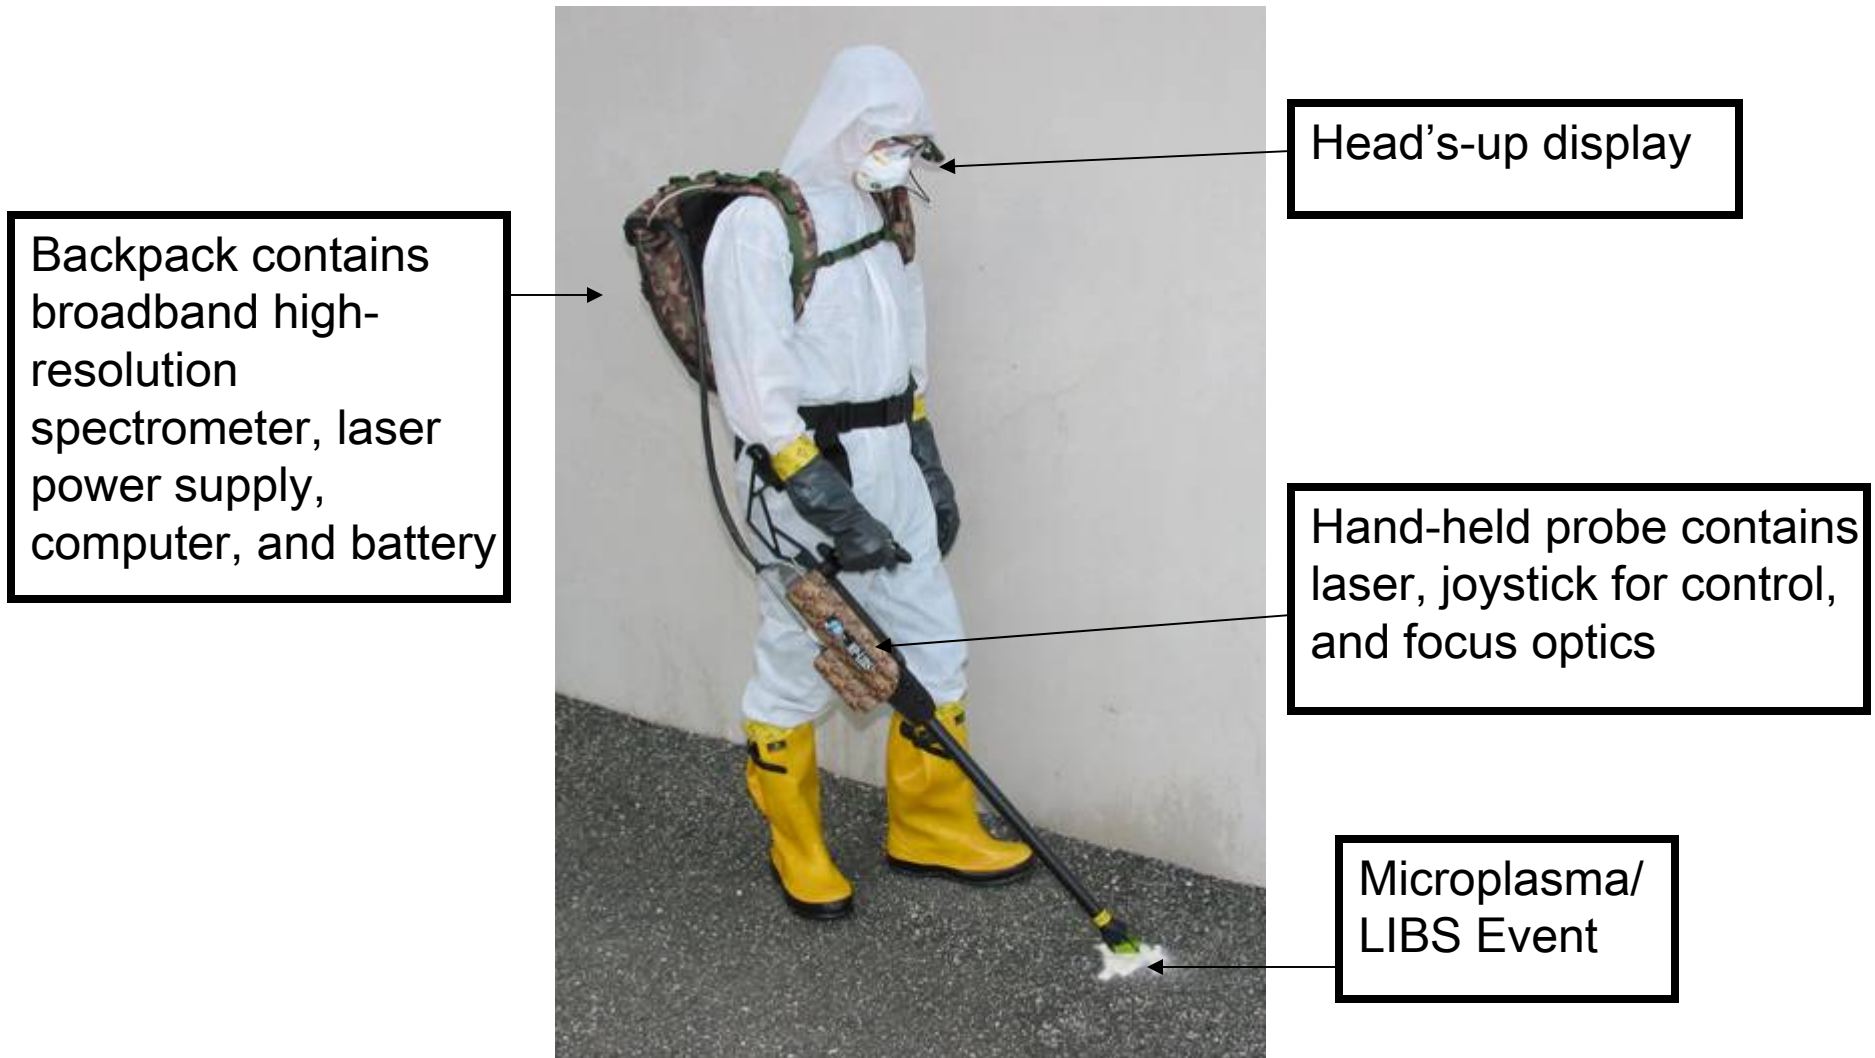 Head's-up display
Backpack contains
broadband high-
resolution
spectrometer, laser
power supply,
computer, and battery
Hand-held probe contains
laser, joystick for control,
and focus optics
Microplasma/
LIBS Event